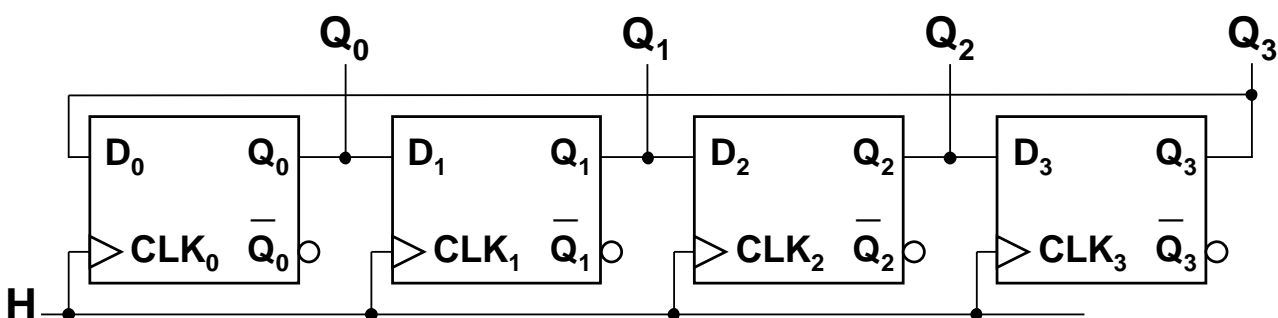 Q₀ Q₁ Q₂ Q₃
D₀ Q₀ D₁ Q₁ D₂ Q₂ D₃ Q₃
CLK₀ Q̅₀ CLK₁ Q̅₁ CLK₂ Q̅₂ CLK₃ Q̅₃
H